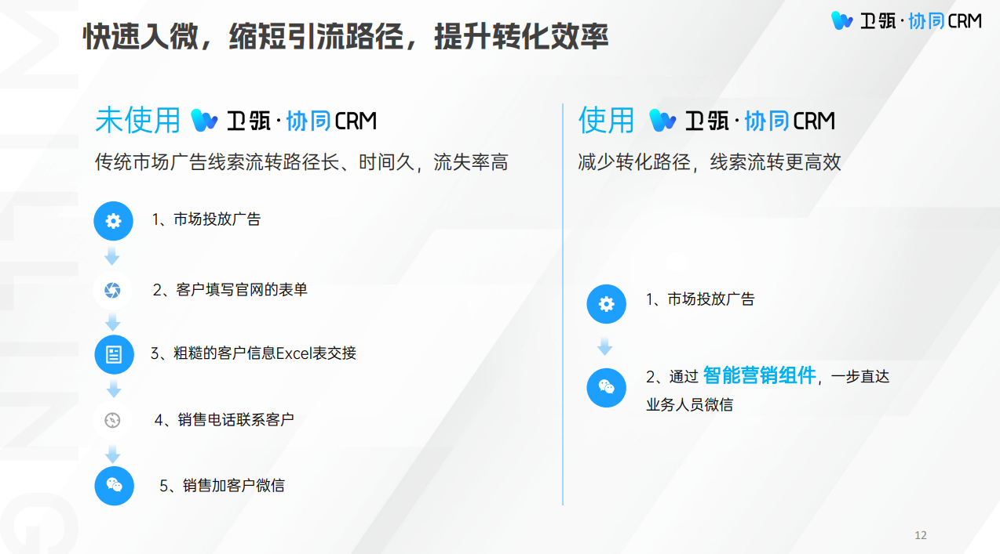 快速入微，缩短引流路径，提升转化效率
卫瓴·协同CRM
未使用 卫瓴·协同CRM
传统市场广告线索流转路径长、时间久，流失率高
1、市场投放广告
2、客户填写官网的表单
3、粗糙的客户信息Excel表交接
4、销售电话联系客户
5、销售加客户微信
使用 卫瓴·协同CRM
减少转化路径，线索流转更高效
1、市场投放广告
2、通过 智能营销组件，一步直达
业务人员微信
12